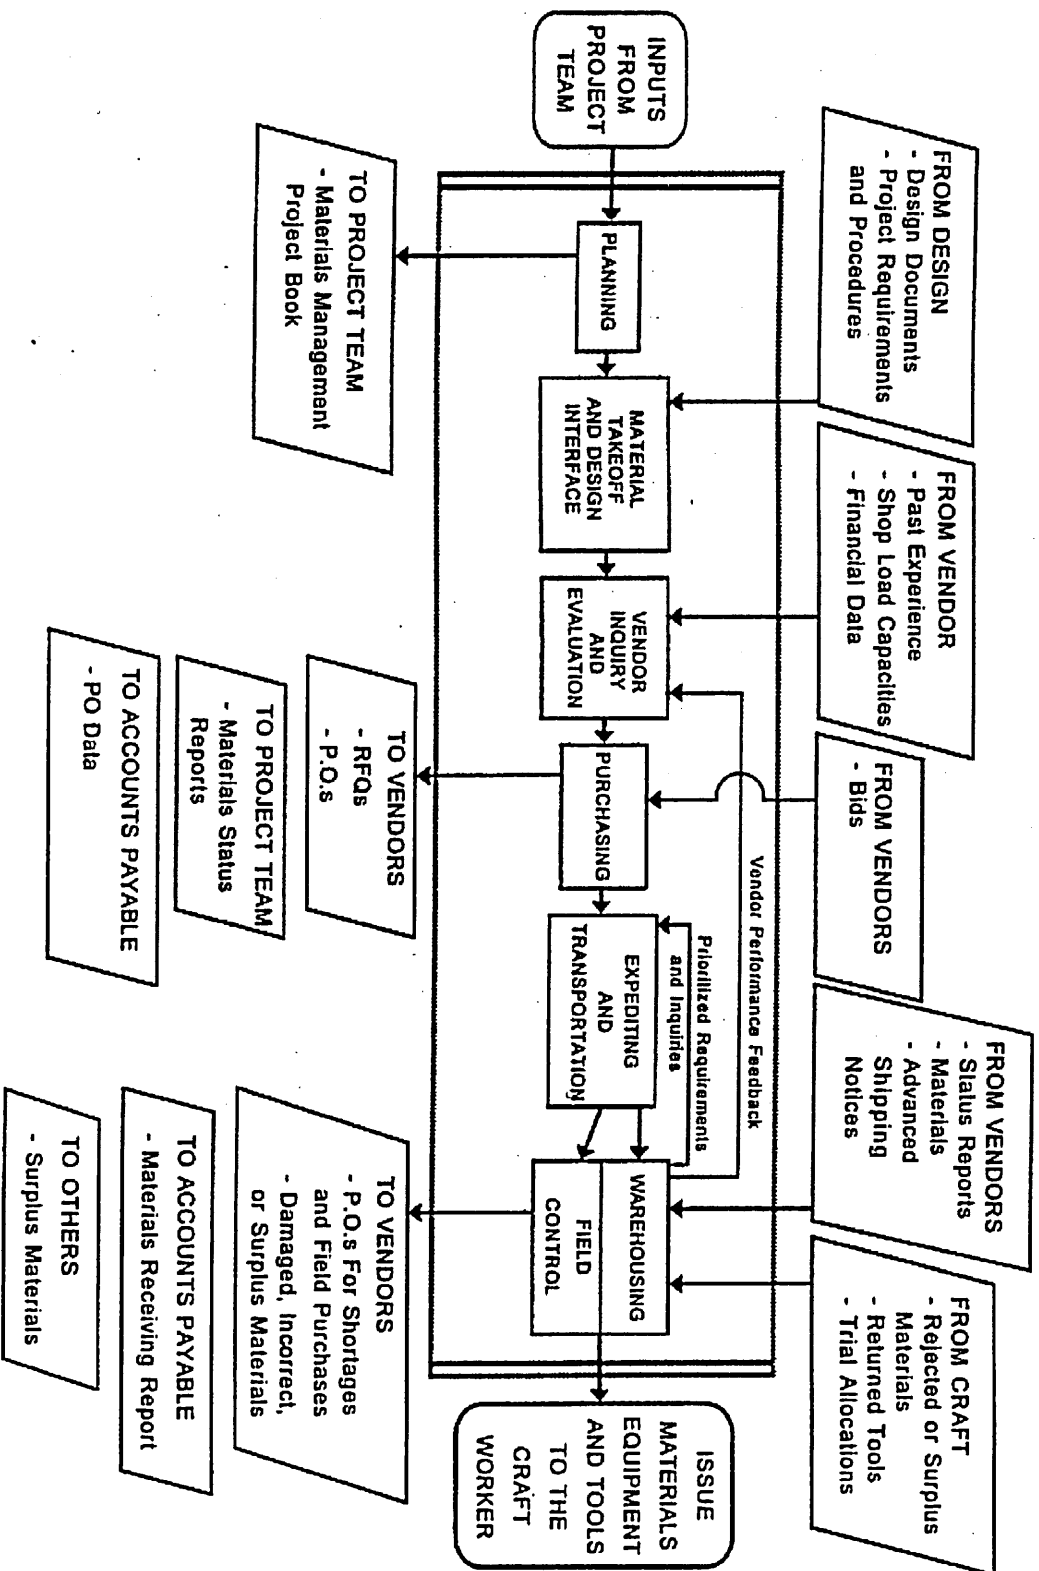 INPUTS
FROM
PROJECT
TEAM
FROM DESIGN
- Design Documents
- Project Requirements
and Procedures
FROM VENDOR
- Past Experience
- Shop Load Capacities
- Financial Data
FROM VENDORS
- Bids
FROM VENDORS
- Status Reports
- Materials
- Advanced
Shipping
Notices
FROM CRAFT
- Rejected or Surplus
Materials
- Returned Tools
- Trial Allocations
Vendor Performance Feedback
Prioritized Requirements
and Inquiries
PLANNING
MATERIAL
TAKEOFF
AND DESIGN
INTERFACE
VENDOR
INQUIRY
AND
EVALUATION
PURCHASING
EXPEDITING
AND
TRANSPORTATION
WAREHOUSING
FIELD
CONTROL
ISSUE
MATERIALS
EQUIPMENT
AND TOOLS
TO THE
CRAFT
WORKER
TO PROJECT TEAM
- Materials Management
Project Book
TO VENDORS
- RFQs
- P.O.s
TO PROJECT TEAM
- Materials Status
Reports
TO ACCOUNTS PAYABLE
- PO Data
TO VENDORS
- P.O.s For Shortages
and Field Purchases
- Damaged, Incorrect,
or Surplus Materials
TO ACCOUNTS PAYABLE
- Materials Receiving Report
TO OTHERS
- Surplus Materials